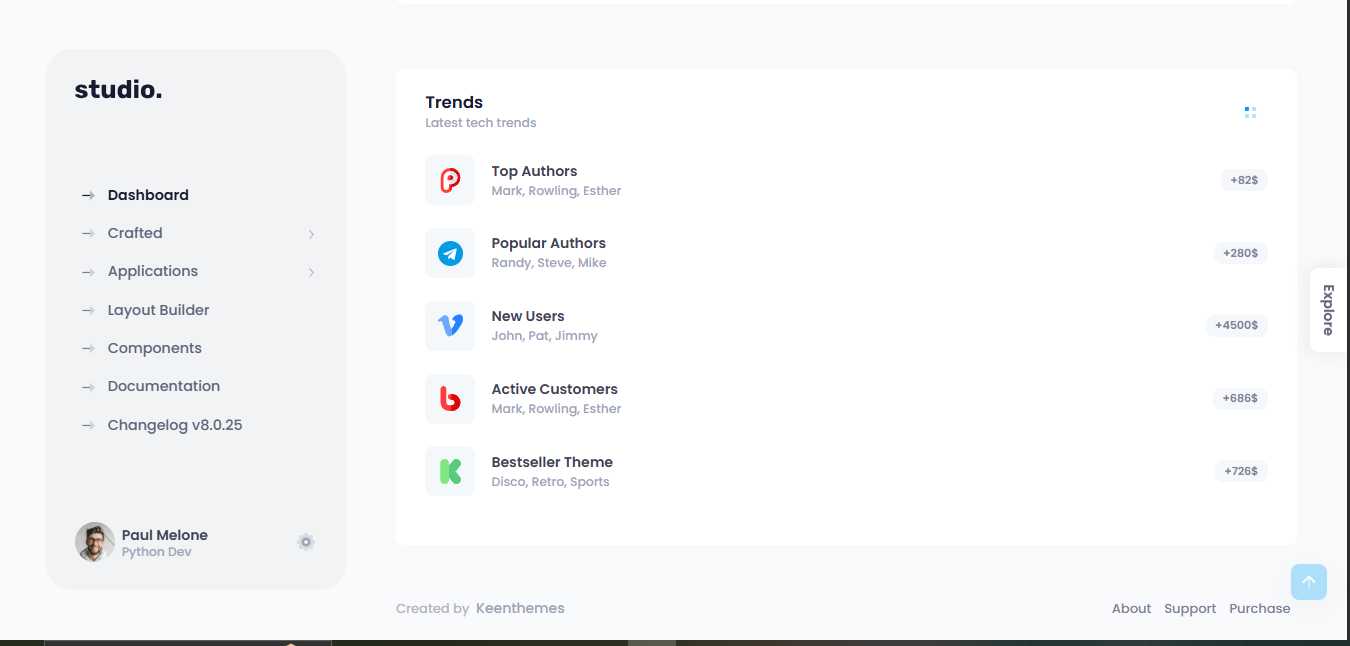 studio.
Dashboard
Crafted
Applications
Layout Builder
Components
Documentation
Changelog v8.0.25
Paul Melone
Python Dev
Trends
Latest tech trends
Top Authors
Mark, Rowling, Esther
+82$
Popular Authors
Randy, Steve, Mike
+280$
New Users
John, Pat, Jimmy
+4500$
Active Customers
Mark, Rowling, Esther
+686$
Bestseller Theme
Disco, Retro, Sports
+726$
Explore
Created by Keenthemes
About Support Purchase